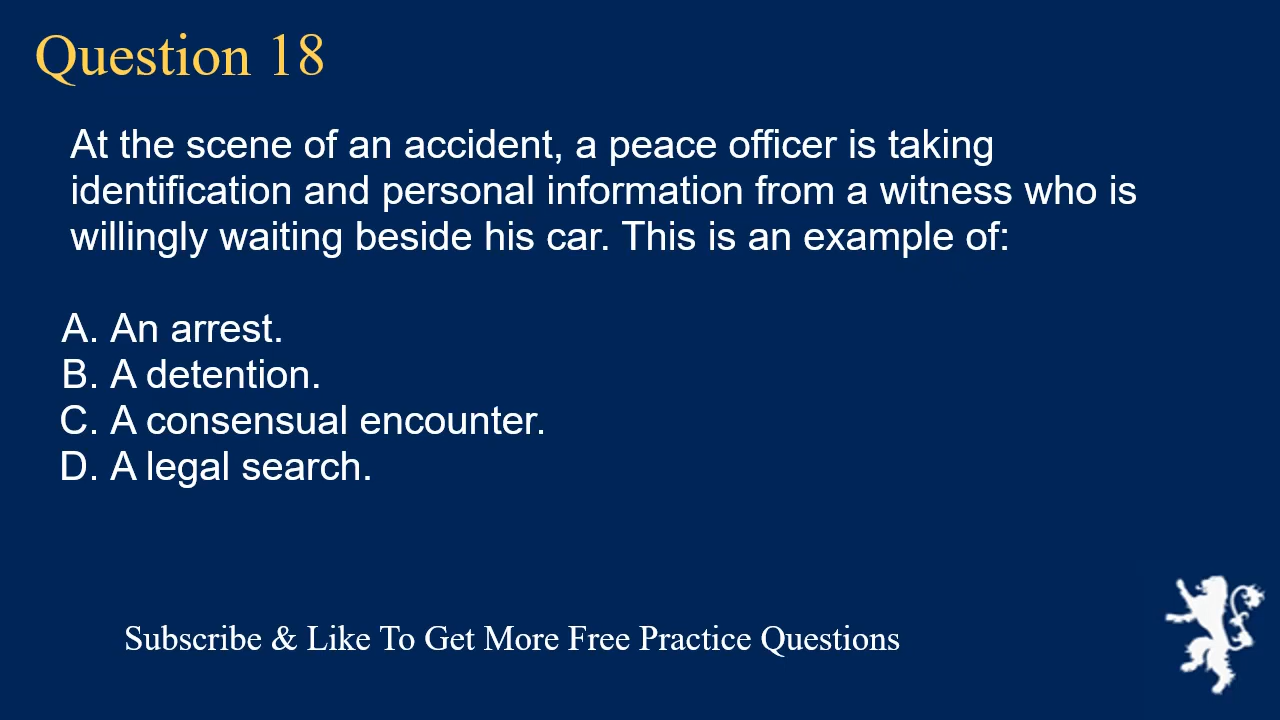 Question 18
At the scene of an accident, a peace officer is taking
identification and personal information from a witness who is
willingly waiting beside his car. This is an example of:
A. An arrest.
B. A detention.
C. A consensual encounter.
D. A legal search.
Subscribe & Like To Get More Free Practice Questions